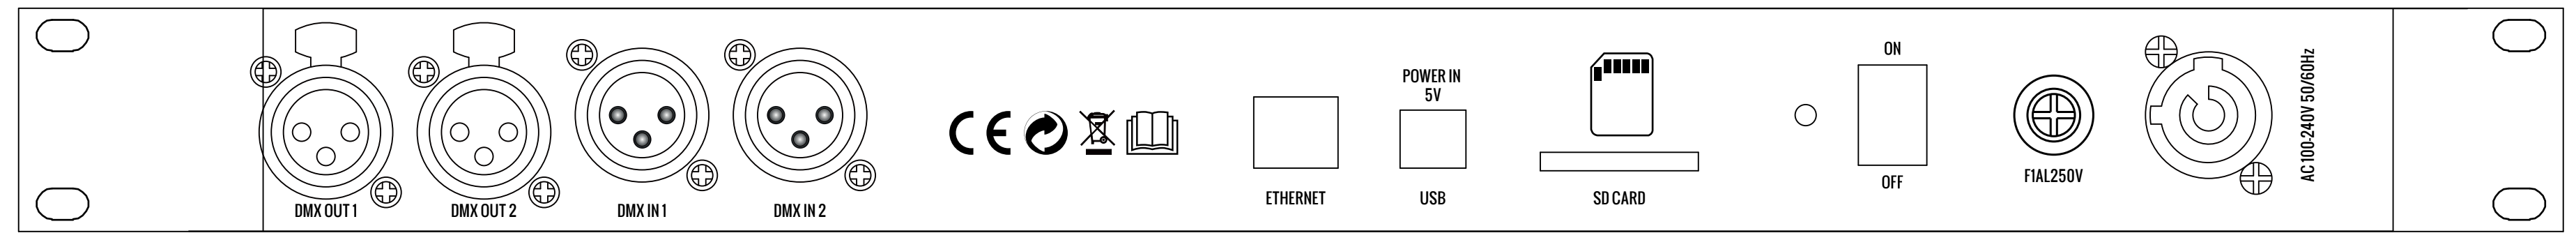 DMX OUT 1
DMX OUT 2
DMX IN 1
DMX IN 2
CE
ETHERNET
POWER IN
5V
USB
SD CARD
ON
OFF
F1AL250V
AC100-240V 50/60Hz